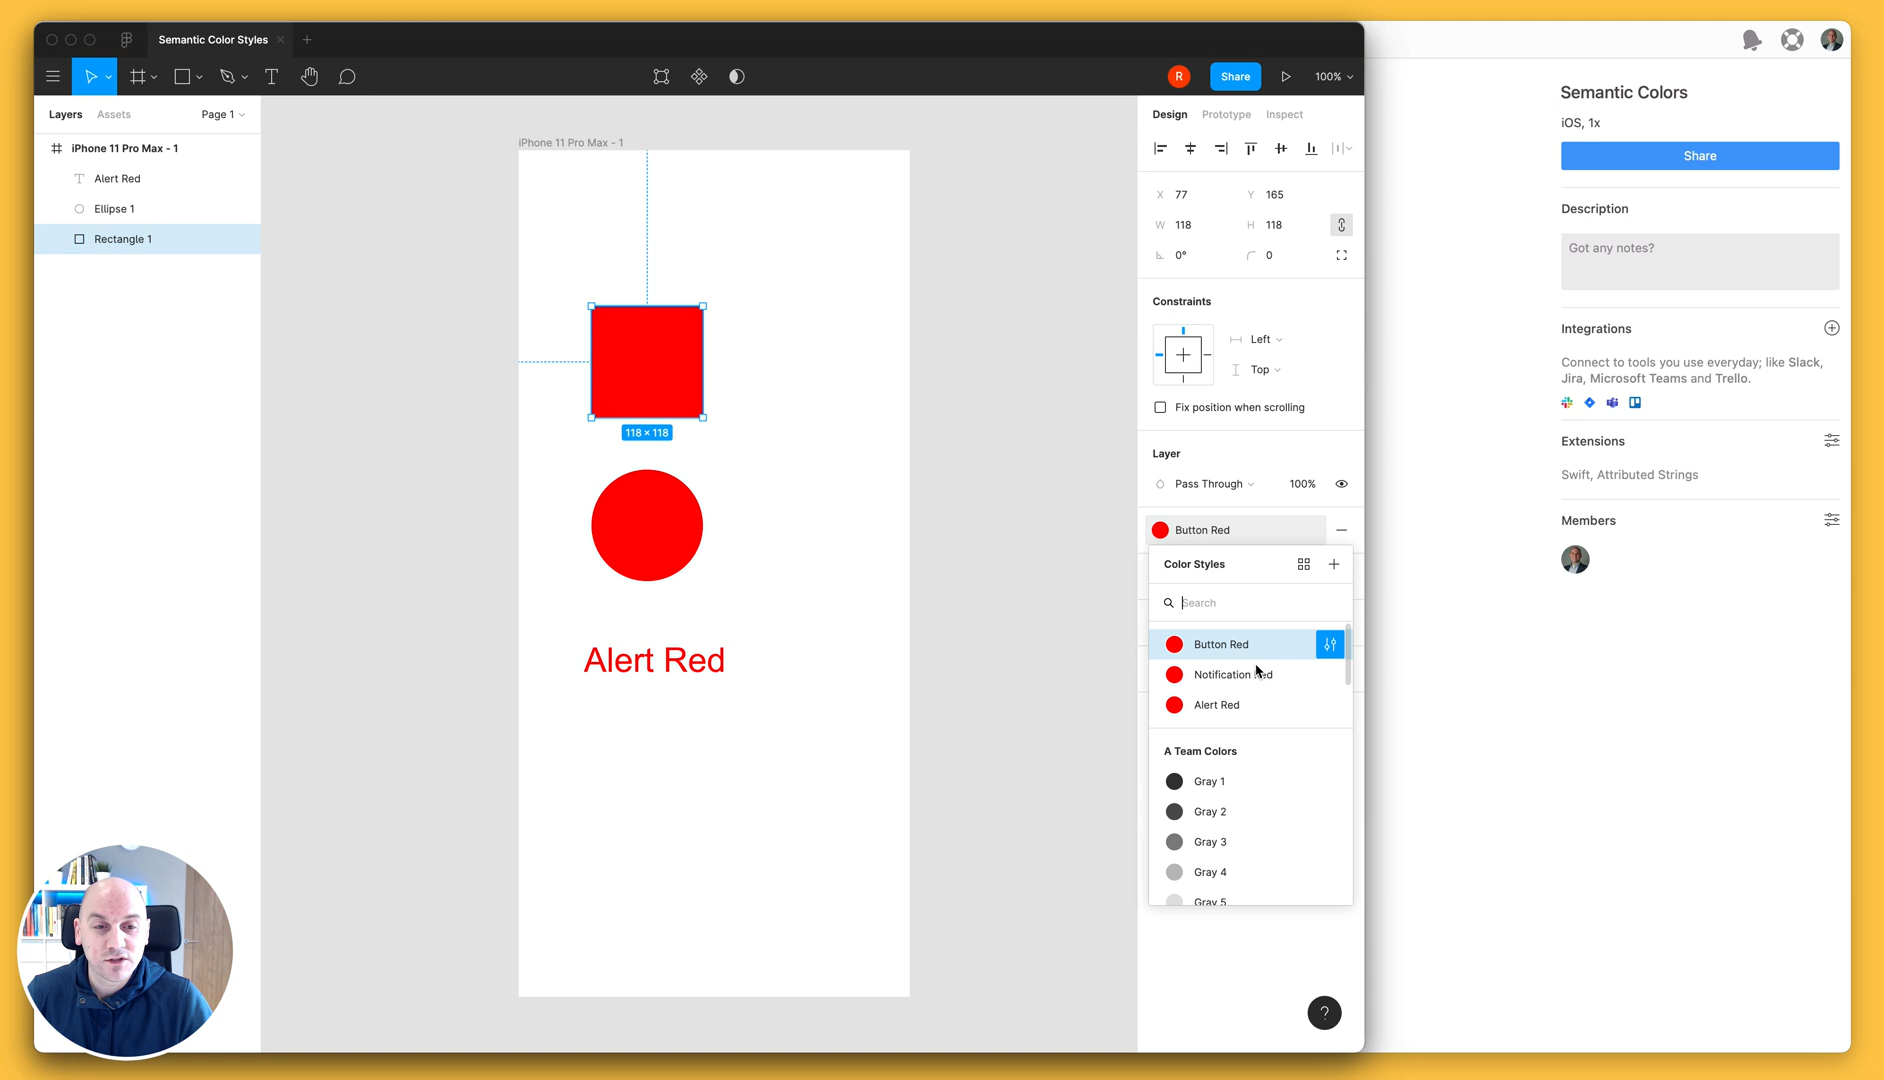 Semantic Color Styles
R
Share
100%
Layers
Assets
Page 1
iPhone 11 Pro Max - 1
Alert Red
Ellipse 1
Rectangle 1
iPhone 11 Pro Max - 1
118 × 118
Alert Red
Design
Prototype
Inspect
X 77
Y 165
W 118
H 118
0°
0
Constraints
Left
Top
Fix position when scrolling
Layer
Pass Through
100%
Button Red
Color Styles
Search
Button Red
Notification Red
Alert Red
A Team Colors
Gray 1
Gray 2
Gray 3
Gray 4
Gray 5
?
Semantic Colors
iOS, 1x
Share
Description
Got any notes?
Integrations
Connect to tools you use everyday; like Slack,
Jira, Microsoft Teams and Trello.
Extensions
Swift, Attributed Strings
Members